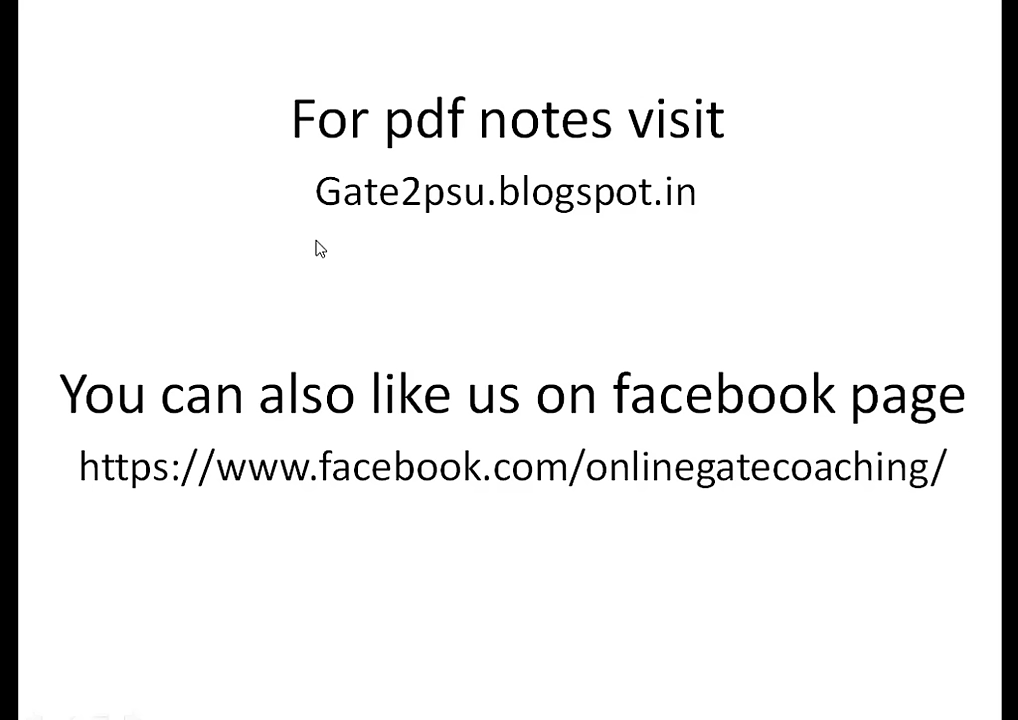 For pdf notes visit
Gate2psu.blogspot.in
You can also like us on facebook page
https://www.facebook.com/onlinegatecoaching/